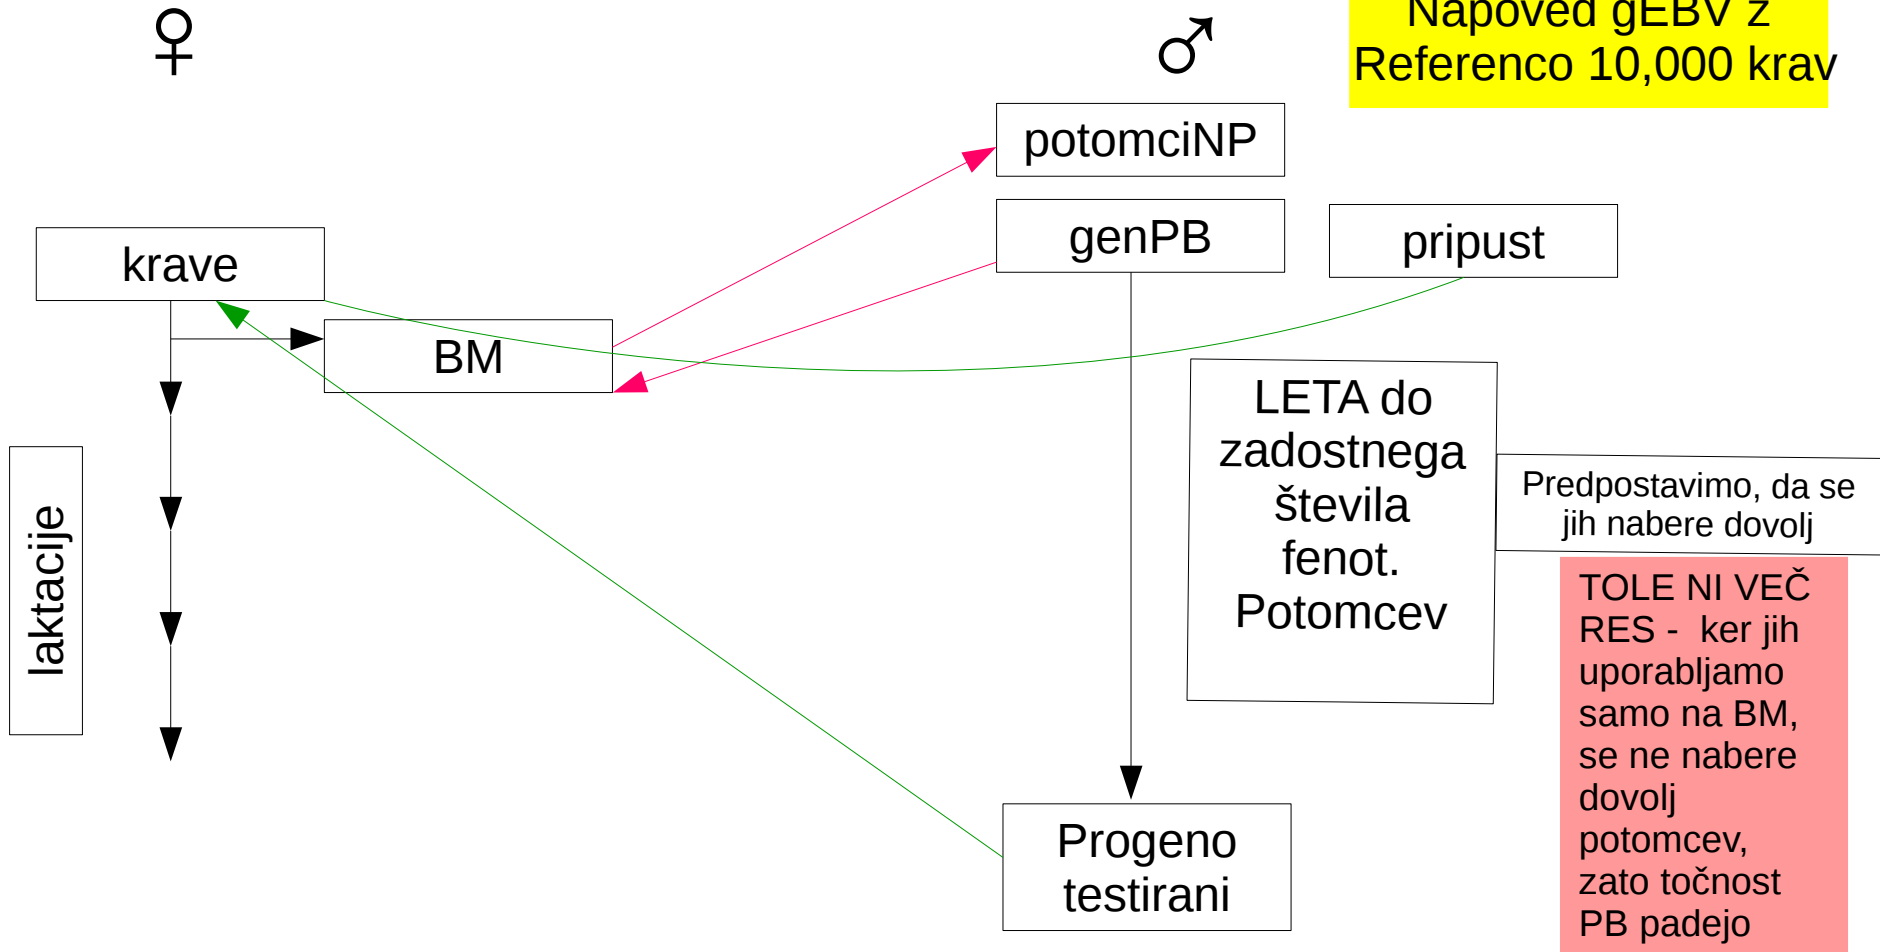 ♀
♂
Napoved gEBV z
Referenco 10,000 krav
potomciNP
genPB
pripust
krave
BM
laktacije
LETA do
zadostnega
števila
fenot.
Potomcev
Predpostavimo, da se
jih nabere dovolj
TOLE NI VEČ
RES -  ker jih
uporabljamo
samo na BM,
se ne nabere
dovolj
potomcev,
zato točnost
PB padejo
Progeno
testirani